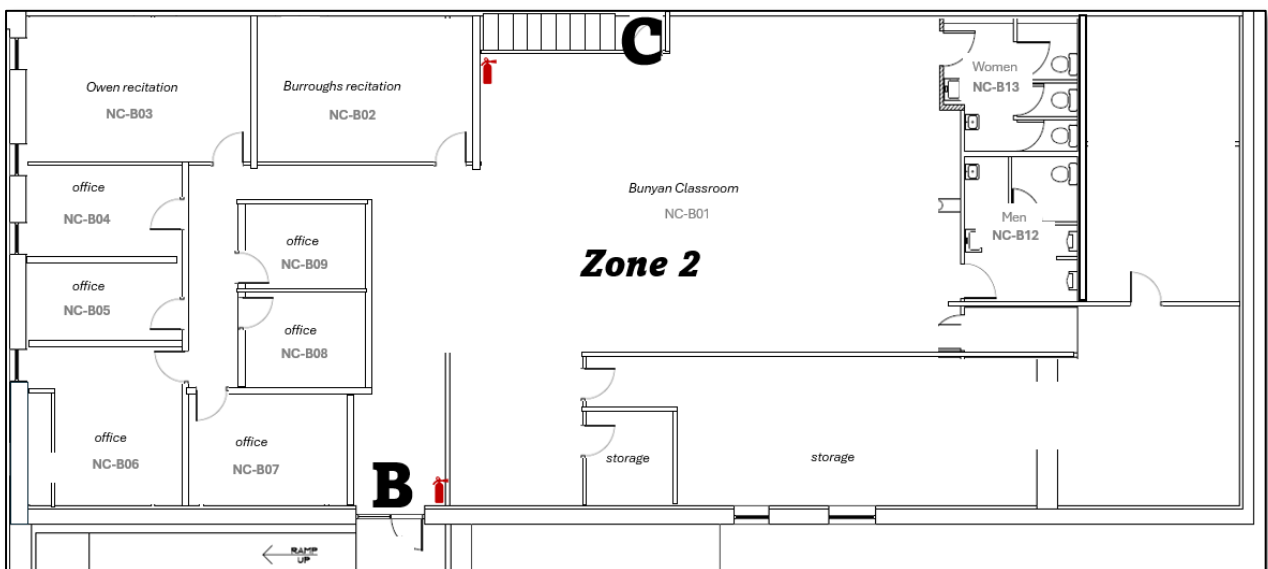 C
Owen recitation
NC-B03
Burroughs recitation
NC-B02
Women
NC-B13
office
NC-B04
Bunyan Classroom
NC-B01
Men
NC-B12
office
NC-B09
Zone 2
office
NC-B05
office
NC-B08
office
NC-B06
office
NC-B07
B
storage
storage
RAMP
UP